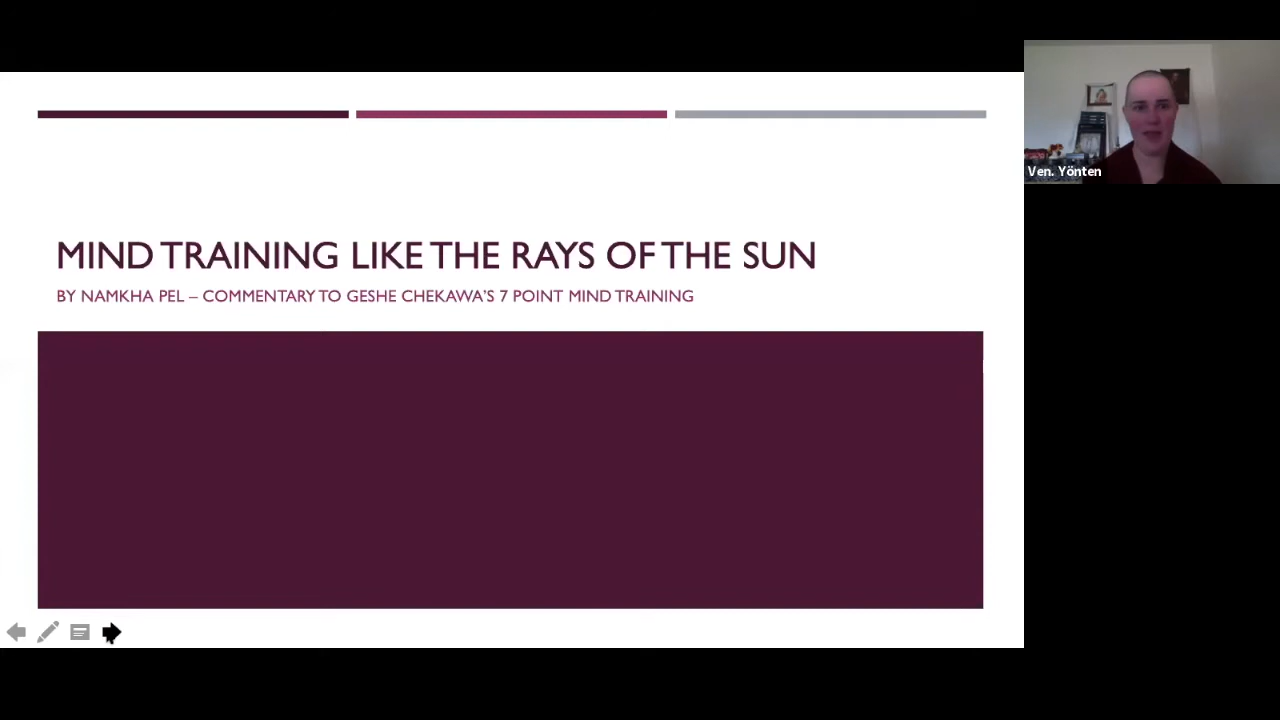 MIND TRAINING LIKE THE RAYS OF THE SUN
BY NAMKHA PEL – COMMENTARY TO GESHE CHEKAWA'S 7 POINT MIND TRAINING
Ven. Yönten